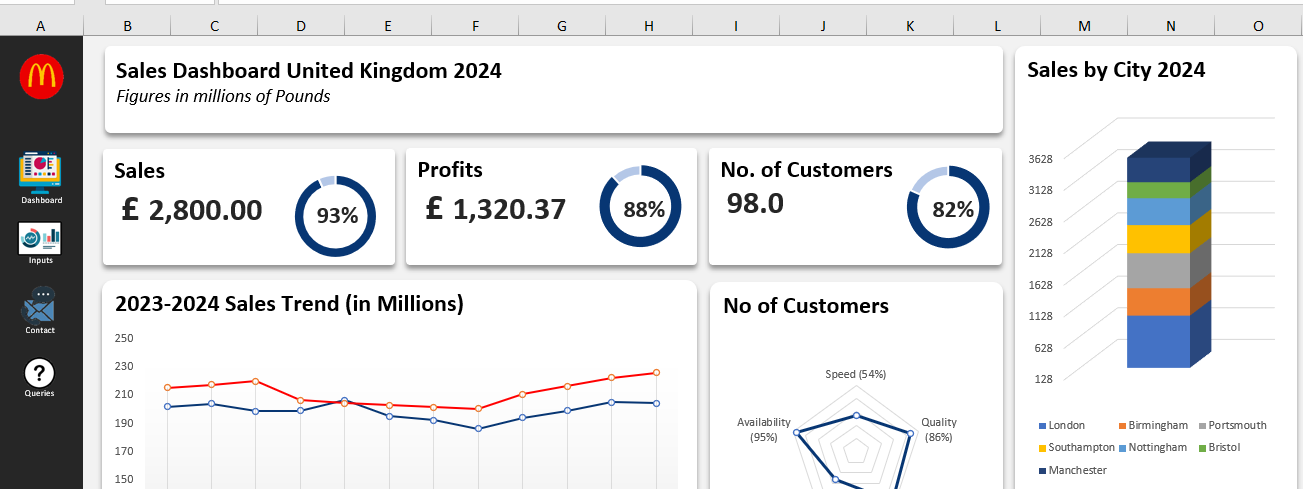 A B C D E F G H I J K L M N O
Dashboard
Inputs
Contact
?
Queries
Sales Dashboard United Kingdom 2024
Figures in millions of Pounds
Sales
£ 2,800.00
93%
Profits
£ 1,320.37
88%
No. of Customers
98.0
82%
2023-2024 Sales Trend (in Millions)
250
230
210
190
170
150
No of Customers
Speed (54%)
Availability
(95%)
Quality
(86%)
Sales by City 2024
3628
3128
2628
2128
1628
1128
628
128
London Birmingham Portsmouth
Southampton Nottingham Bristol
Manchester